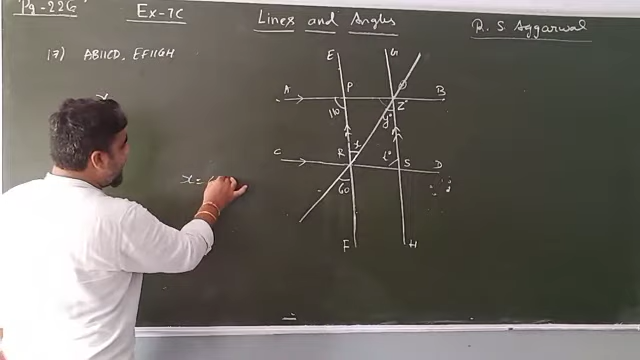 Pg-226 Ex-7C Lines and Angles R. S. Aggarwal
17) AB||CD, EF||GH
E G
A P B
110 y° z°
x
C R t° S D
60
x =
F H